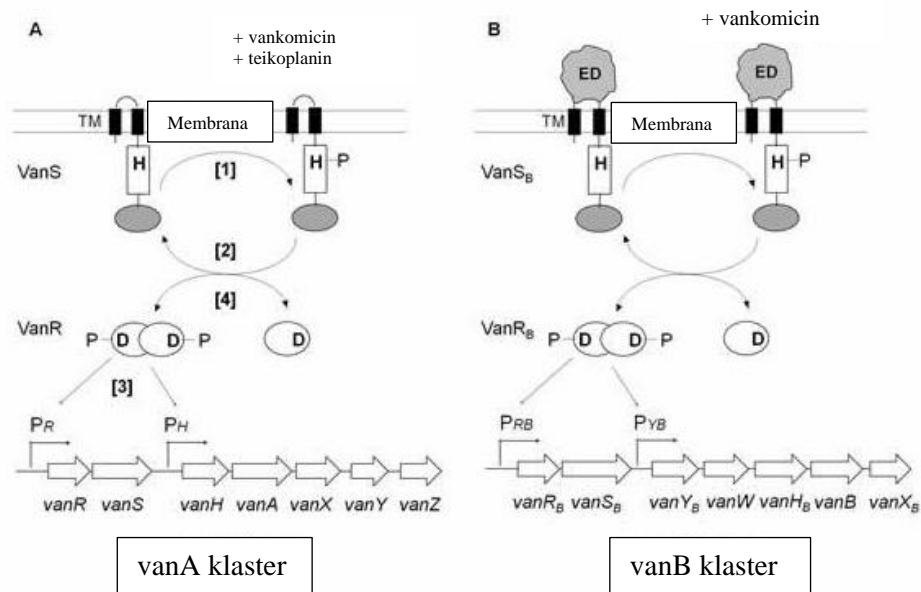 A
+ vankomicin
+ teikoplanin
TM
Membrana
VanS
H
H
P
[1]
[2]
[4]
VanR
P D D P
D
[3]
PR
PH
vanR vanS vanH vanA vanX vanY vanZ
vanA klaster
B
+ vankomicin
ED
ED
TM
Membrana
VanSB
H
H
P
VanRB
P D D P
D
PRB
PYB
vanRB vanSB vanYB vanW vanHB vanB vanXB
vanB klaster